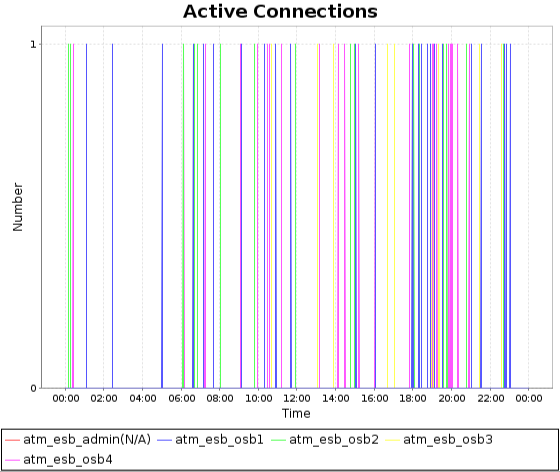 Active Connections
1
Number
0
00:00 02:00 04:00 06:00 08:00 10:00 12:00 14:00 16:00 18:00 20:00 22:00 00:00
Time
atm_esb_admin(N/A) atm_esb_osb1 atm_esb_osb2 atm_esb_osb3
atm_esb_osb4